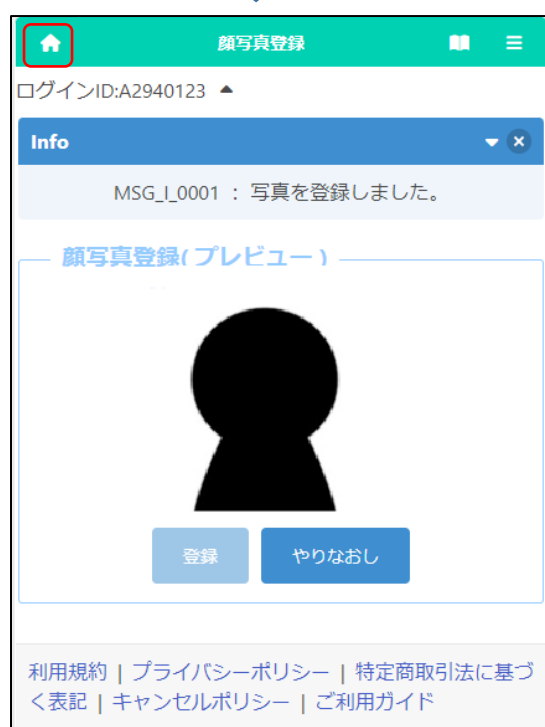 顔写真登録
ログインID:A2940123
Info
MSG_I_0001 : 写真を登録しました。
顔写真登録(プレビュー)
登録 やりなおし
利用規約 | プライバシーポリシー | 特定商取引法に基づ
く表記 | キャンセルポリシー | ご利用ガイド